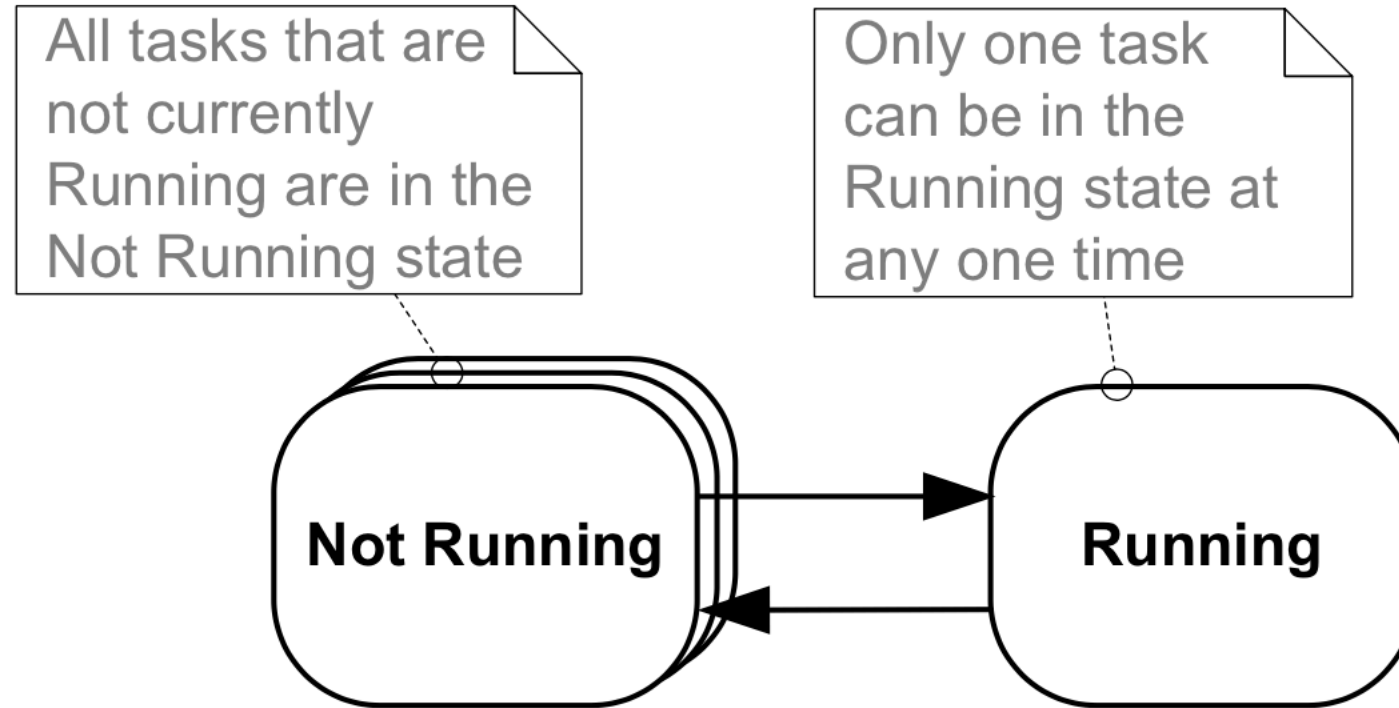 All tasks that are
not currently
Running are in the
Not Running state
Only one task
can be in the
Running state at
any one time
Not Running
Running